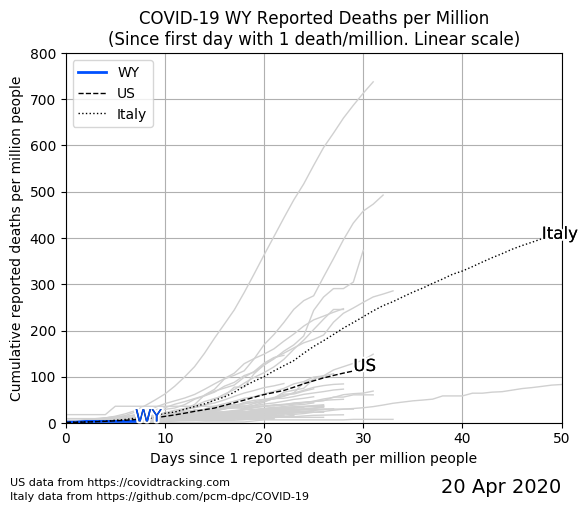 COVID-19 WY Reported Deaths per Million
(Since first day with 1 death/million. Linear scale)
Cumulative reported deaths per million people
800
700
600
500
400
300
200
100
0
WY
US
Italy
Italy
US
WY
0 10 20 30 40 50
Days since 1 reported death per million people
US data from https://covidtracking.com
Italy data from https://github.com/pcm-dpc/COVID-19
20 Apr 2020